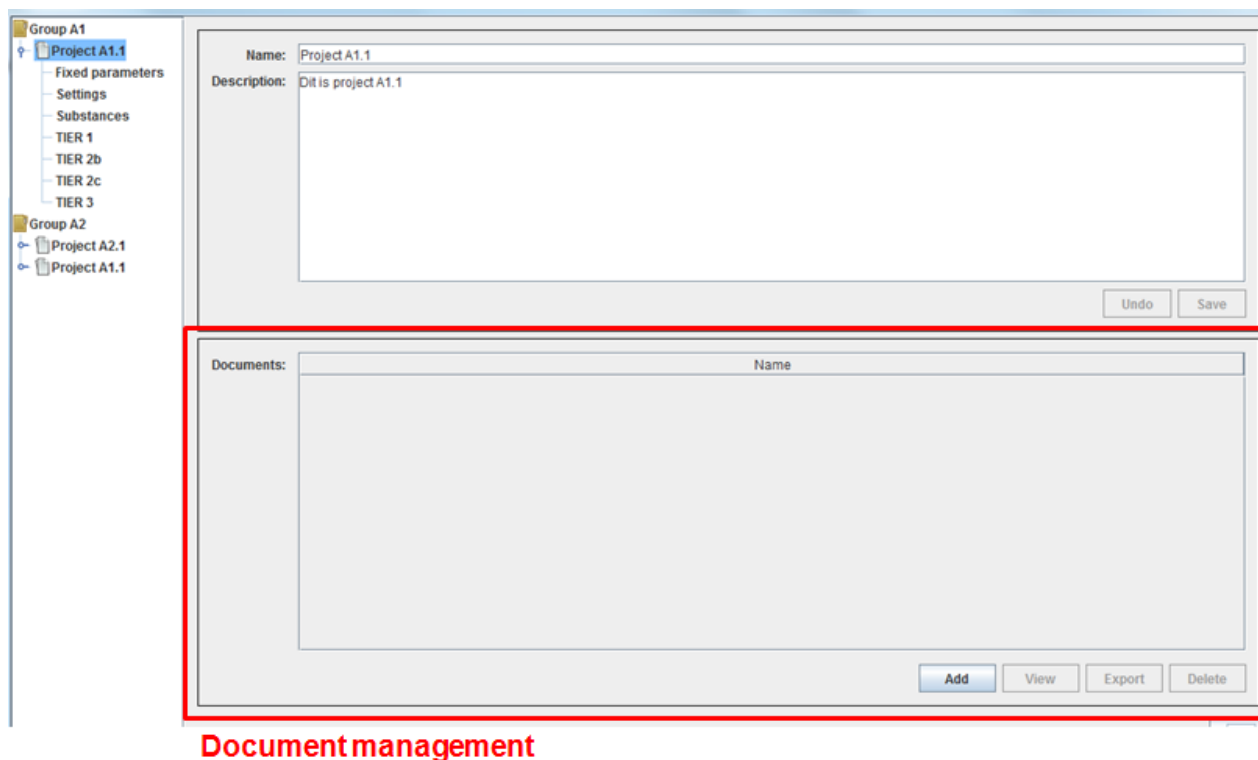 Group A1
Project A1.1
Fixed parameters
Settings
Substances
TIER 1
TIER 2b
TIER 2c
TIER 3
Group A2
Project A2.1
Project A1.1
Name: Project A1.1
Description: Dit is project A1.1
Undo Save
Documents: Name
Add View Export Delete
Document management